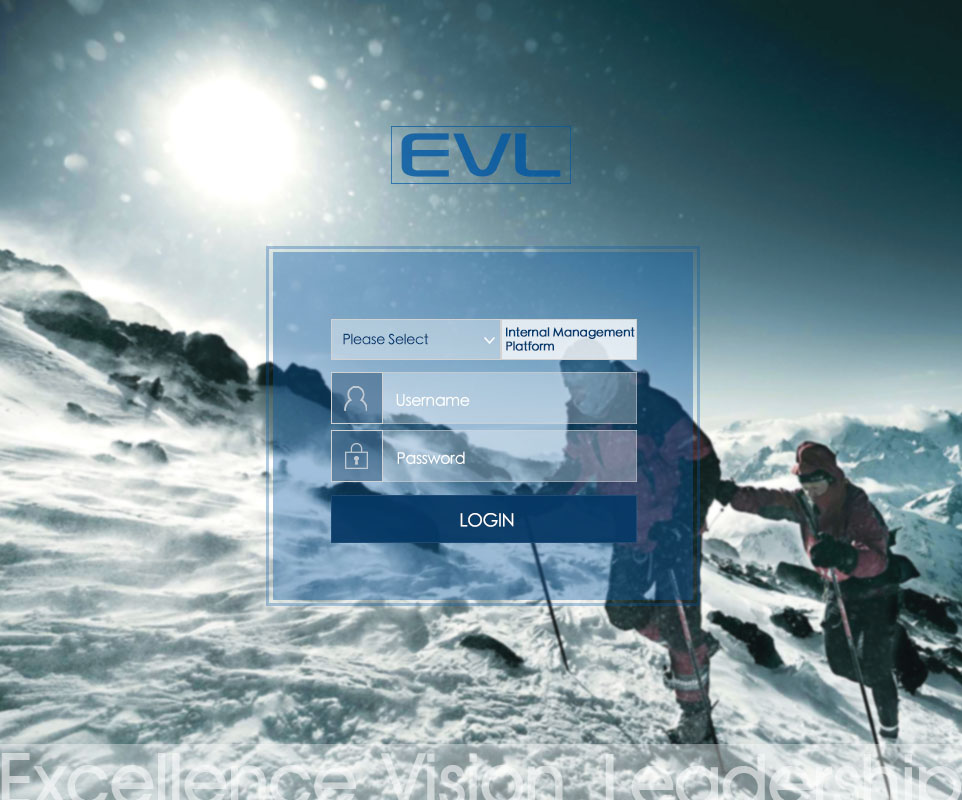 EVL
Please Select
Internal Management
Platform
Username
Password
LOGIN
Excellence Vision Leadership